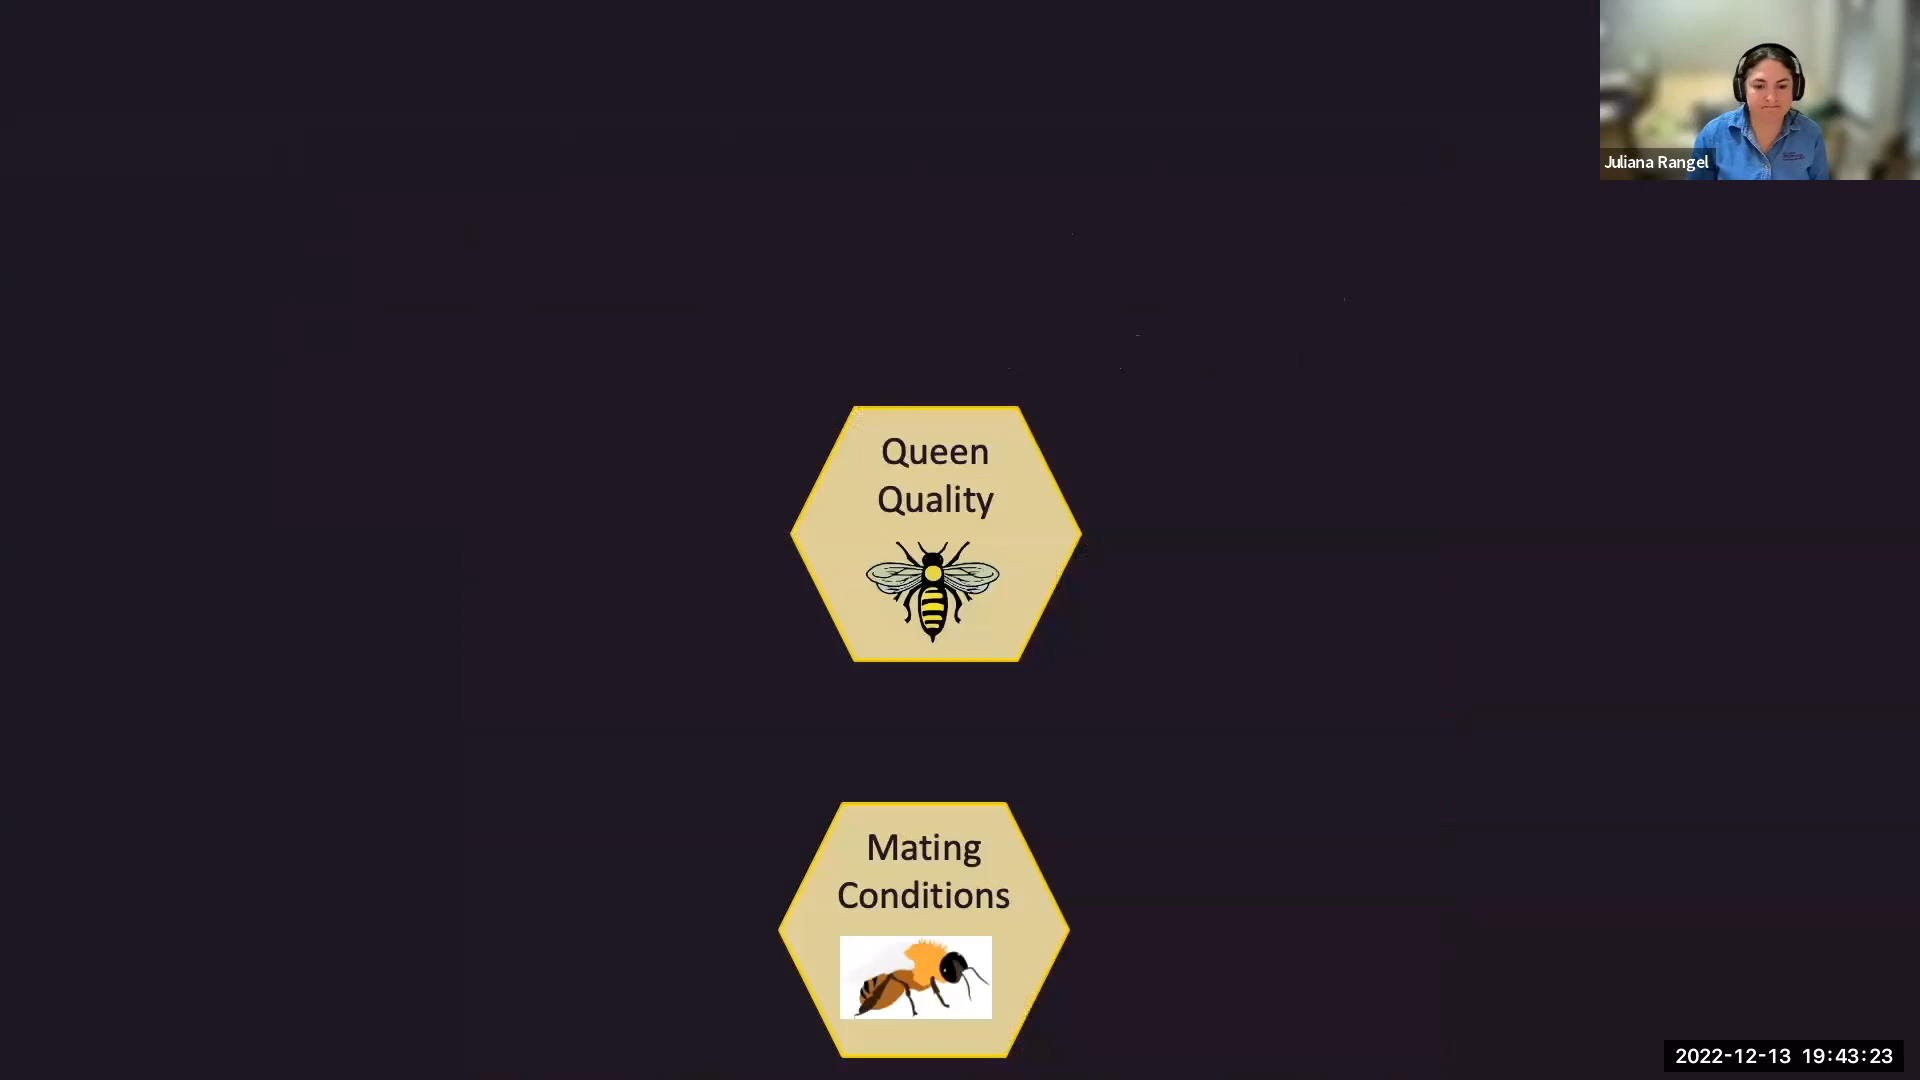 Juliana Rangel
Queen
Quality
Mating
Conditions
2022-12-13 19:43:23